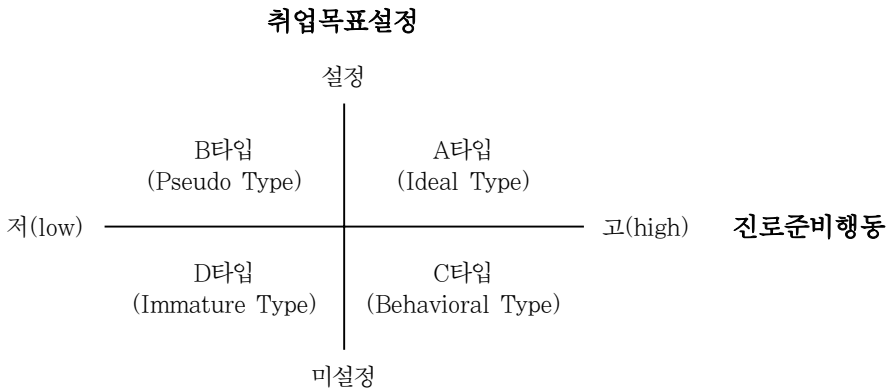 취업목표설정
설정
B타입
(Pseudo Type)
A타입
(Ideal Type)
저(low)
고(high)
진로준비행동
D타입
(Immature Type)
C타입
(Behavioral Type)
미설정